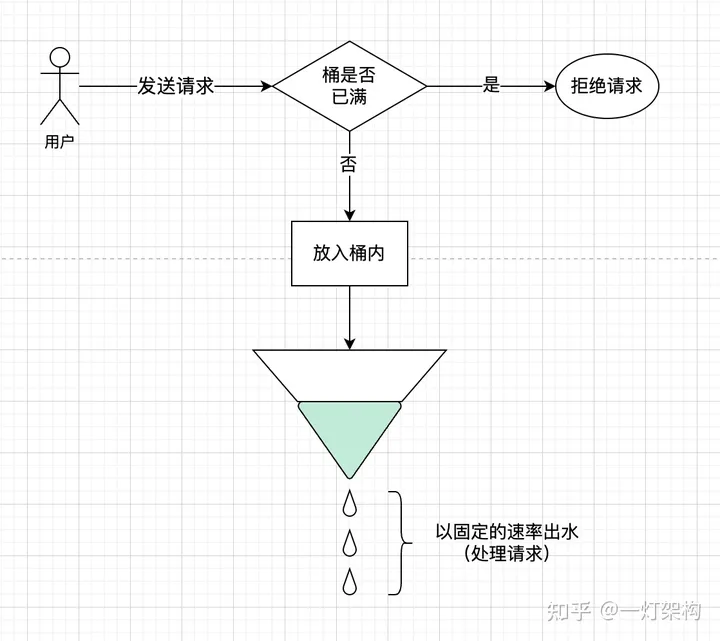 用户
发送请求
桶是否
已满
是
拒绝请求
否
放入桶内
以固定的速率出水
（处理请求）
知乎 @一灯架构